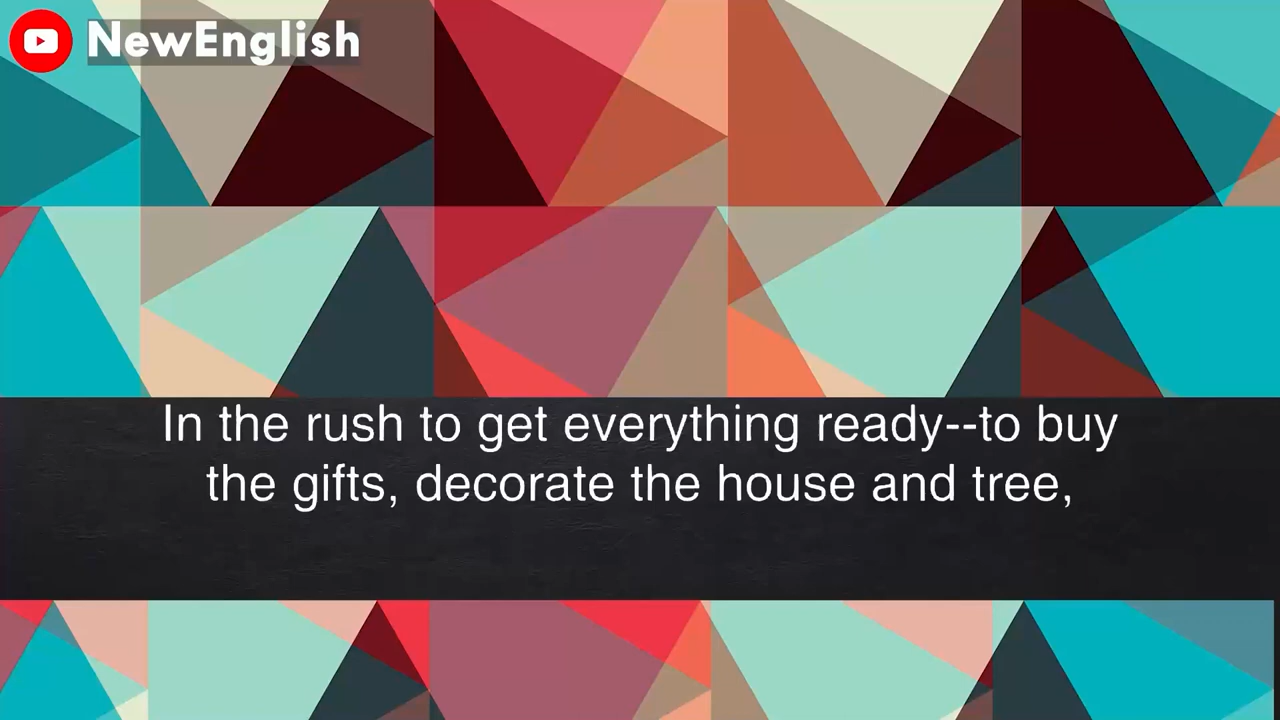 NewEnglish
In the rush to get everything ready--to buy
the gifts, decorate the house and tree,